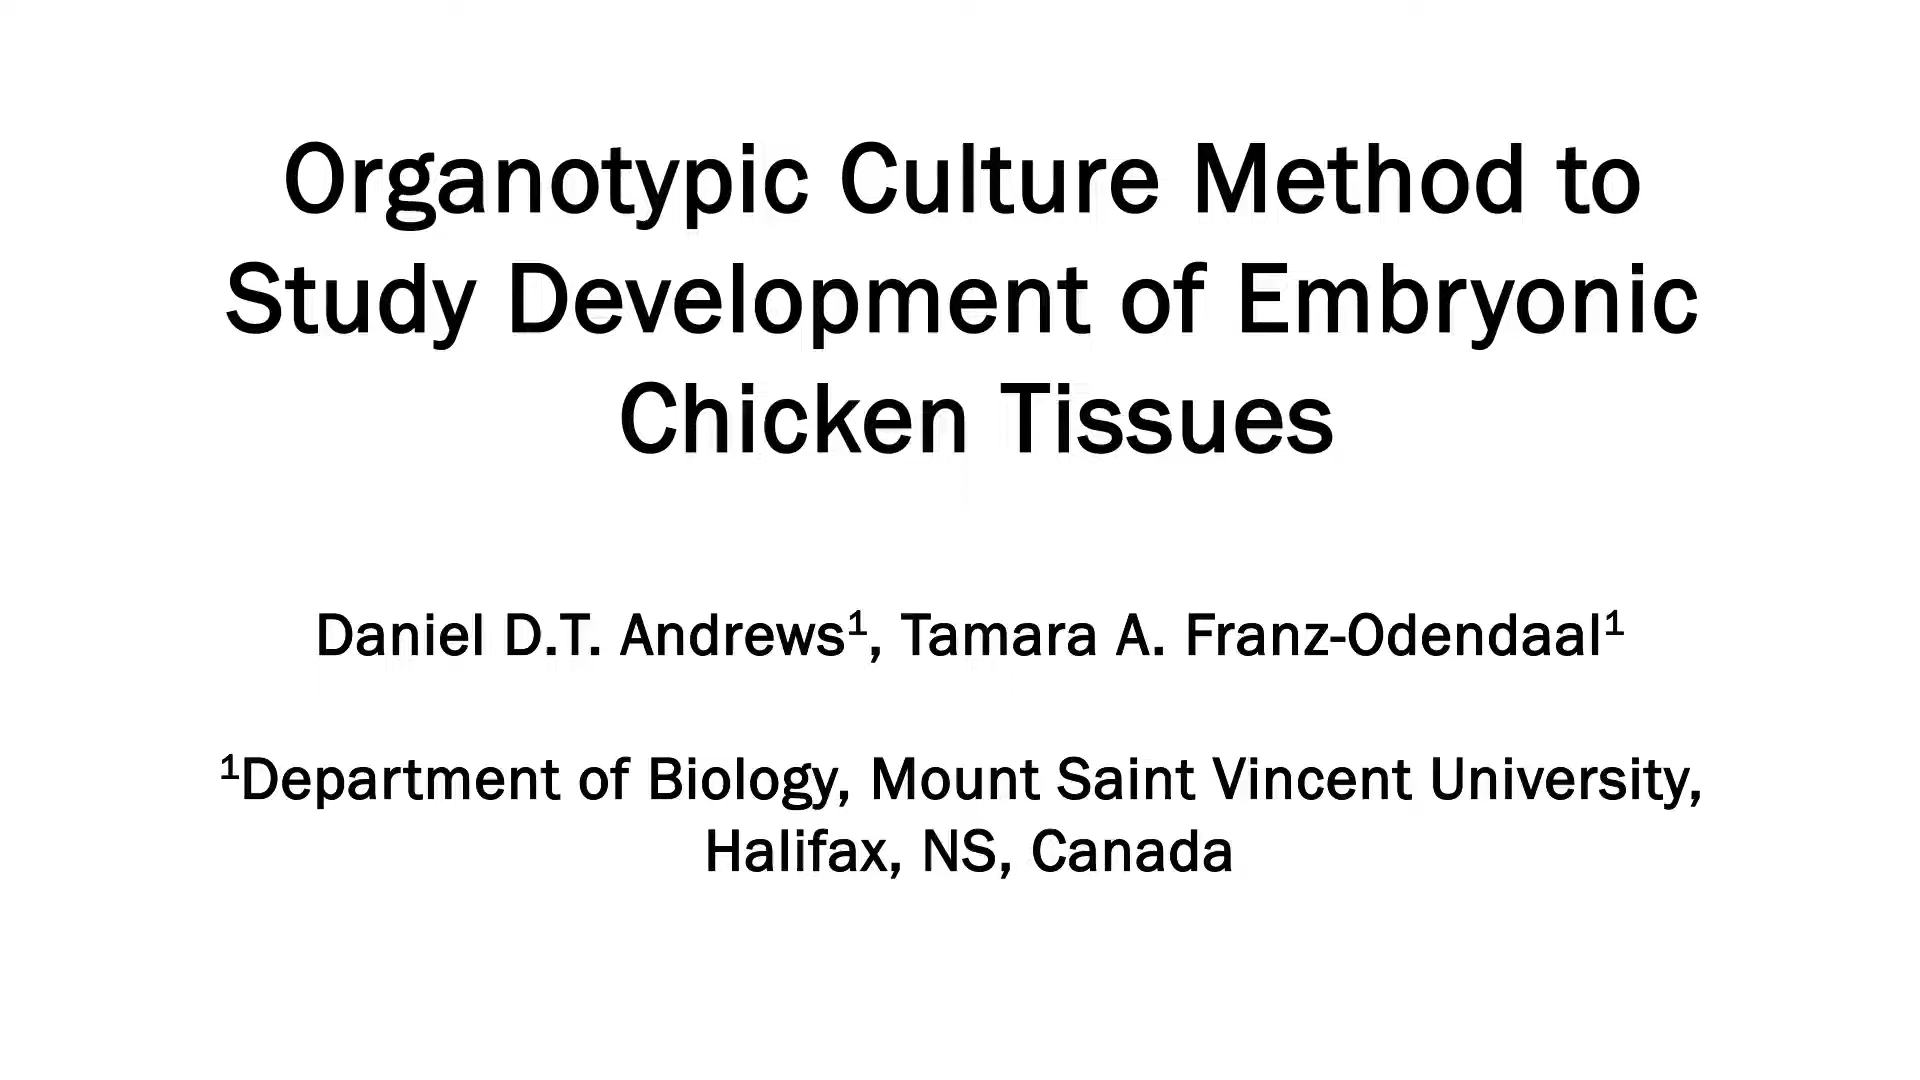 Organotypic Culture Method to
Study Development of Embryonic
Chicken Tissues
Daniel D.T. Andrews¹, Tamara A. Franz-Odendaal¹
¹Department of Biology, Mount Saint Vincent University,
Halifax, NS, Canada